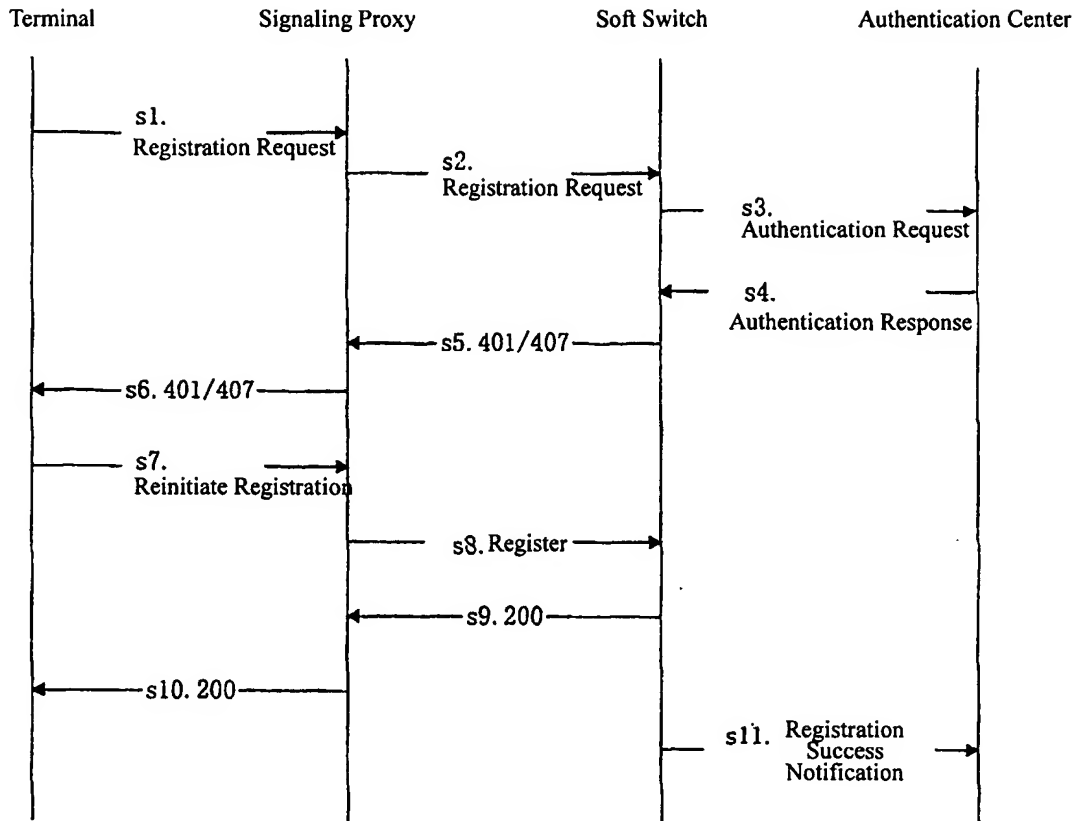 Terminal
Signaling Proxy
Soft Switch
Authentication Center
s1.
Registration Request
s2.
Registration Request
s3.
Authentication Request
s4.
Authentication Response
s5. 401/407
s6. 401/407
s7.
Reinitiate Registration
s8. Register
s9. 200
s10. 200
s11.
Registration
Success
Notification